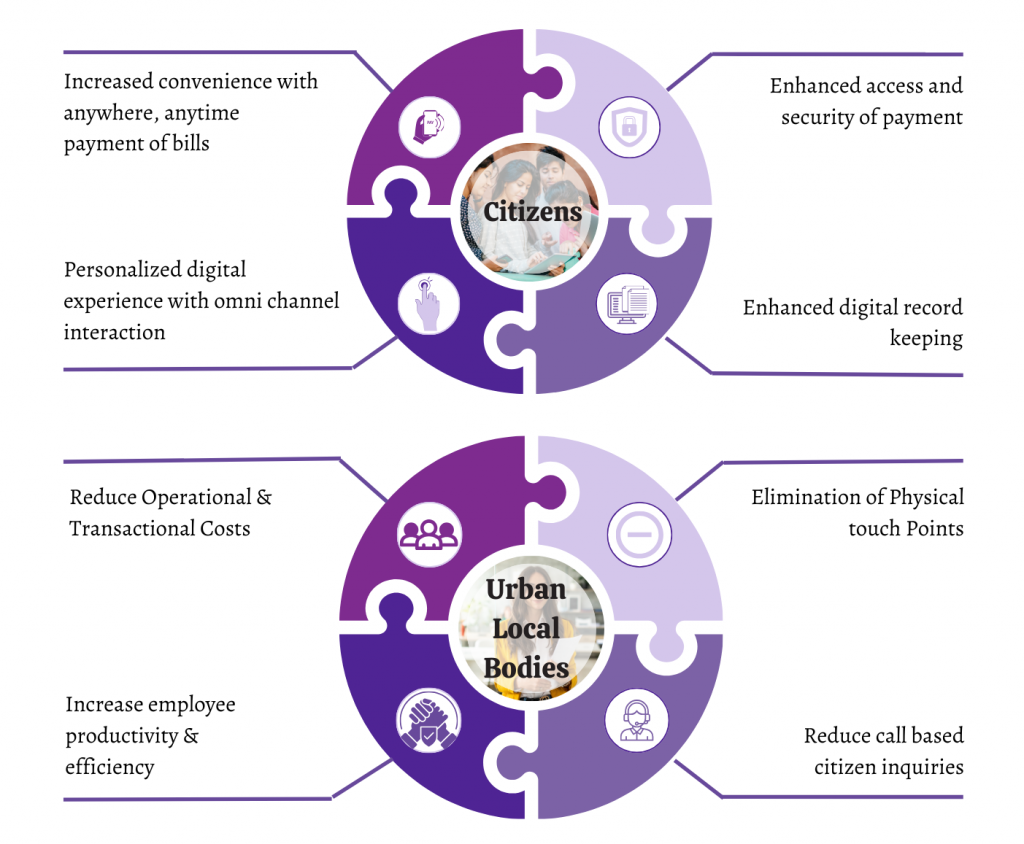 Increased convenience with
anywhere, anytime
payment of bills
Enhanced access and
security of payment
Citizens
Personalized digital
experience with omni channel
interaction
Enhanced digital record
keeping
Reduce Operational &
Transactional Costs
Elimination of Physical
touch Points
Urban
Local
Bodies
Increase employee
productivity &
efficiency
Reduce call based
citizen inquiries